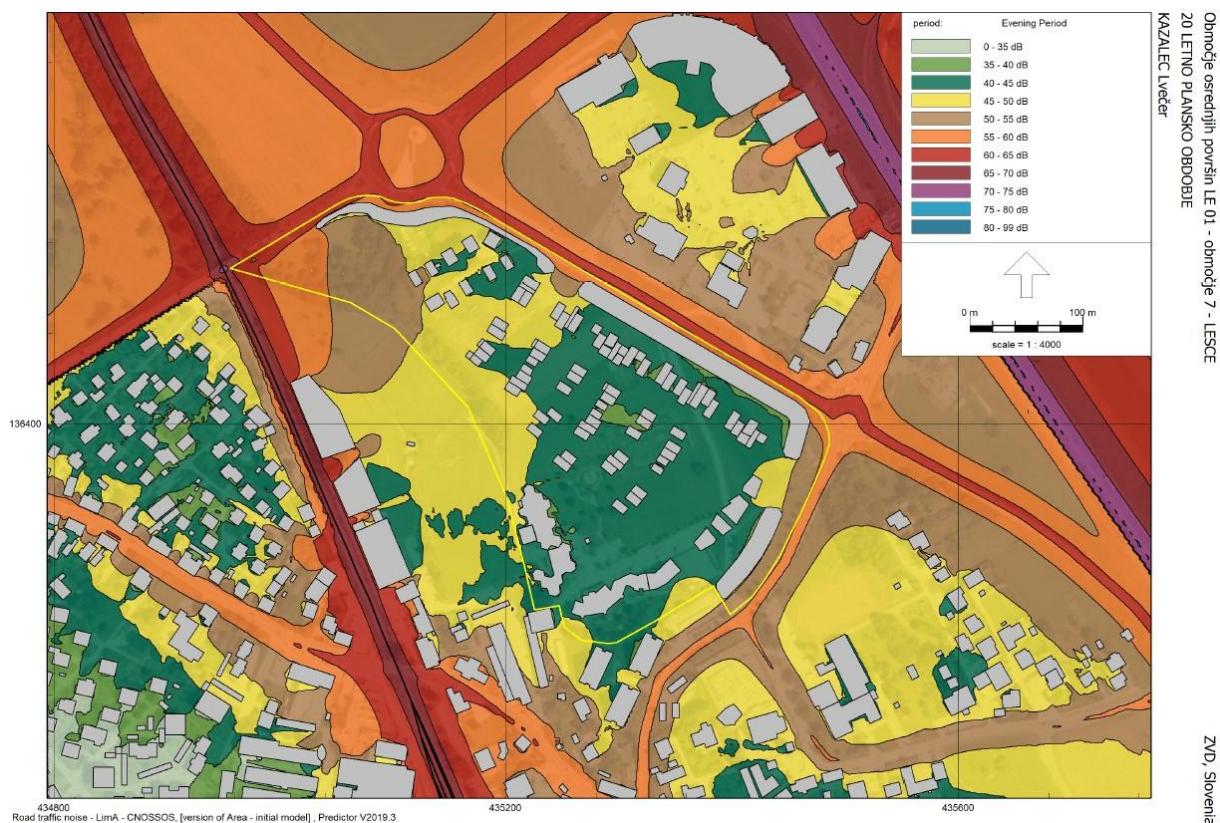 period: Evening Period
0 - 35 dB
35 - 40 dB
40 - 45 dB
45 - 50 dB
50 - 55 dB
55 - 60 dB
60 - 65 dB
65 - 70 dB
70 - 75 dB
75 - 80 dB
80 - 99 dB
0 m 100 m
scale = 1 : 4000
Območje osrednjih površin LE 01 - območje 7 - LESCE
20 LETNO PLANSKO OBDOBJE
KAZALEC Lvečer
ZVD, Slovenia
136400
434800 435200 435600
Road traffic noise - LimA - CNOSSOS, [version of Area - initial model] , Predictor V2019.3